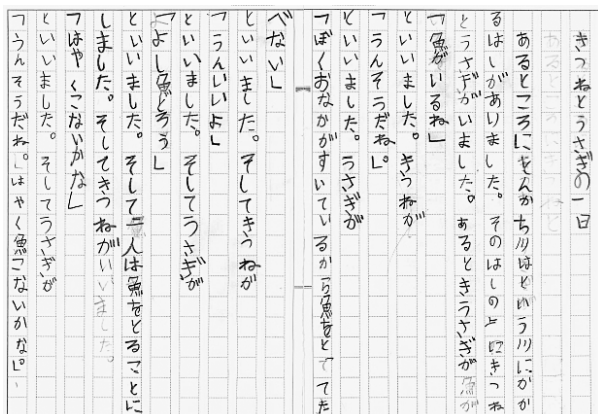 きつねとうさぎの一日
あるところにどんかち川はどいう川にかか
るはしがありました。そのはしの上にきつね
とうさぎがいました。あるときうさぎが魚が
「魚がいるね」
といいました。きつねが
「うんそうだね。」
といいました。うさぎが
「ぼくおなかがすいているから魚をとってた
べない」
といいました。そしてきつねが
「うんいいよ」
といいました。そしてうさぎが
「よし魚どろう」
といいました。そして二人は魚をとることに
しました。そしてきつねがいいました。
「はやくこないかな」
といいました。そしてうさぎが
「うんそうだね。」はやく魚こないかな。」